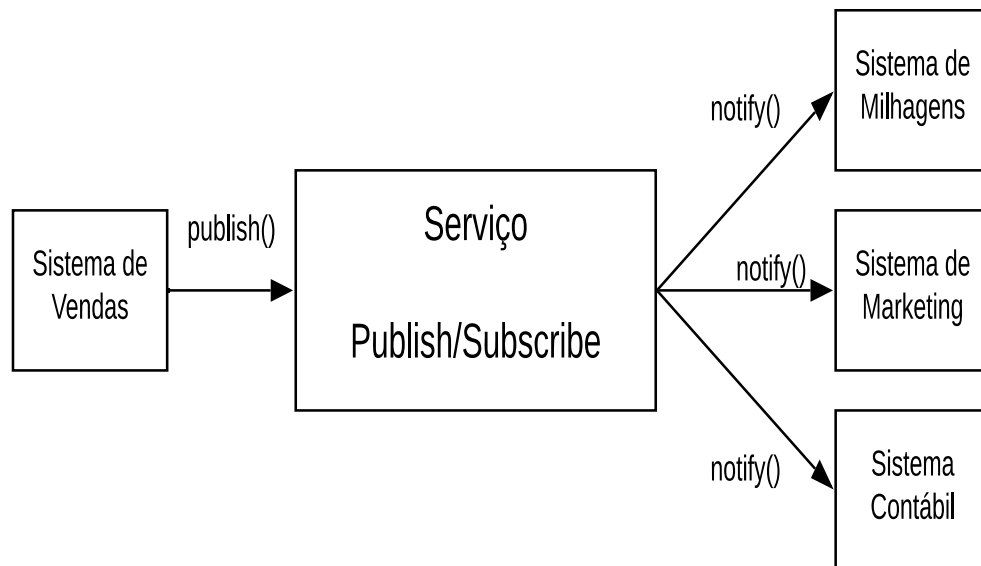 Sistema de
Vendas
publish()
Serviço
Publish/Subscribe
notify()
Sistema de
Milhagens
notify()
Sistema de
Marketing
notify()
Sistema
Contábil